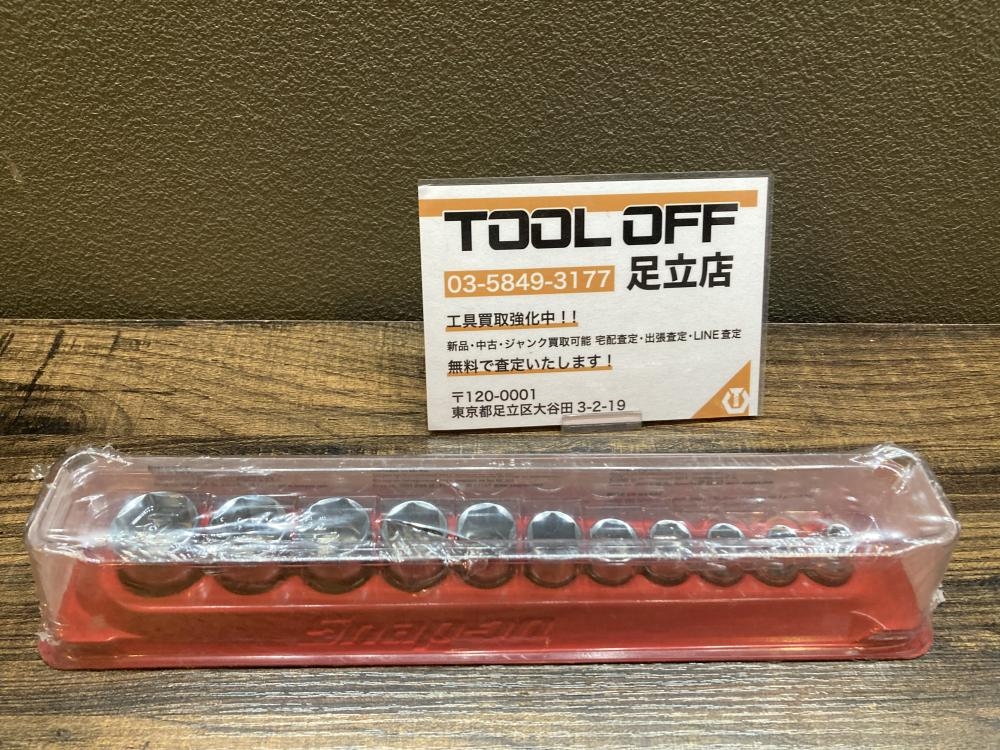 TOOL OFF
03-5849-3177 足立店
工具買取強化中！！
新品・中古・ジャンク買取可能 宅配査定・出張査定・LINE査定
無料で査定いたします！
〒120-0001
東京都足立区大谷田 3-2-19
Snap-on